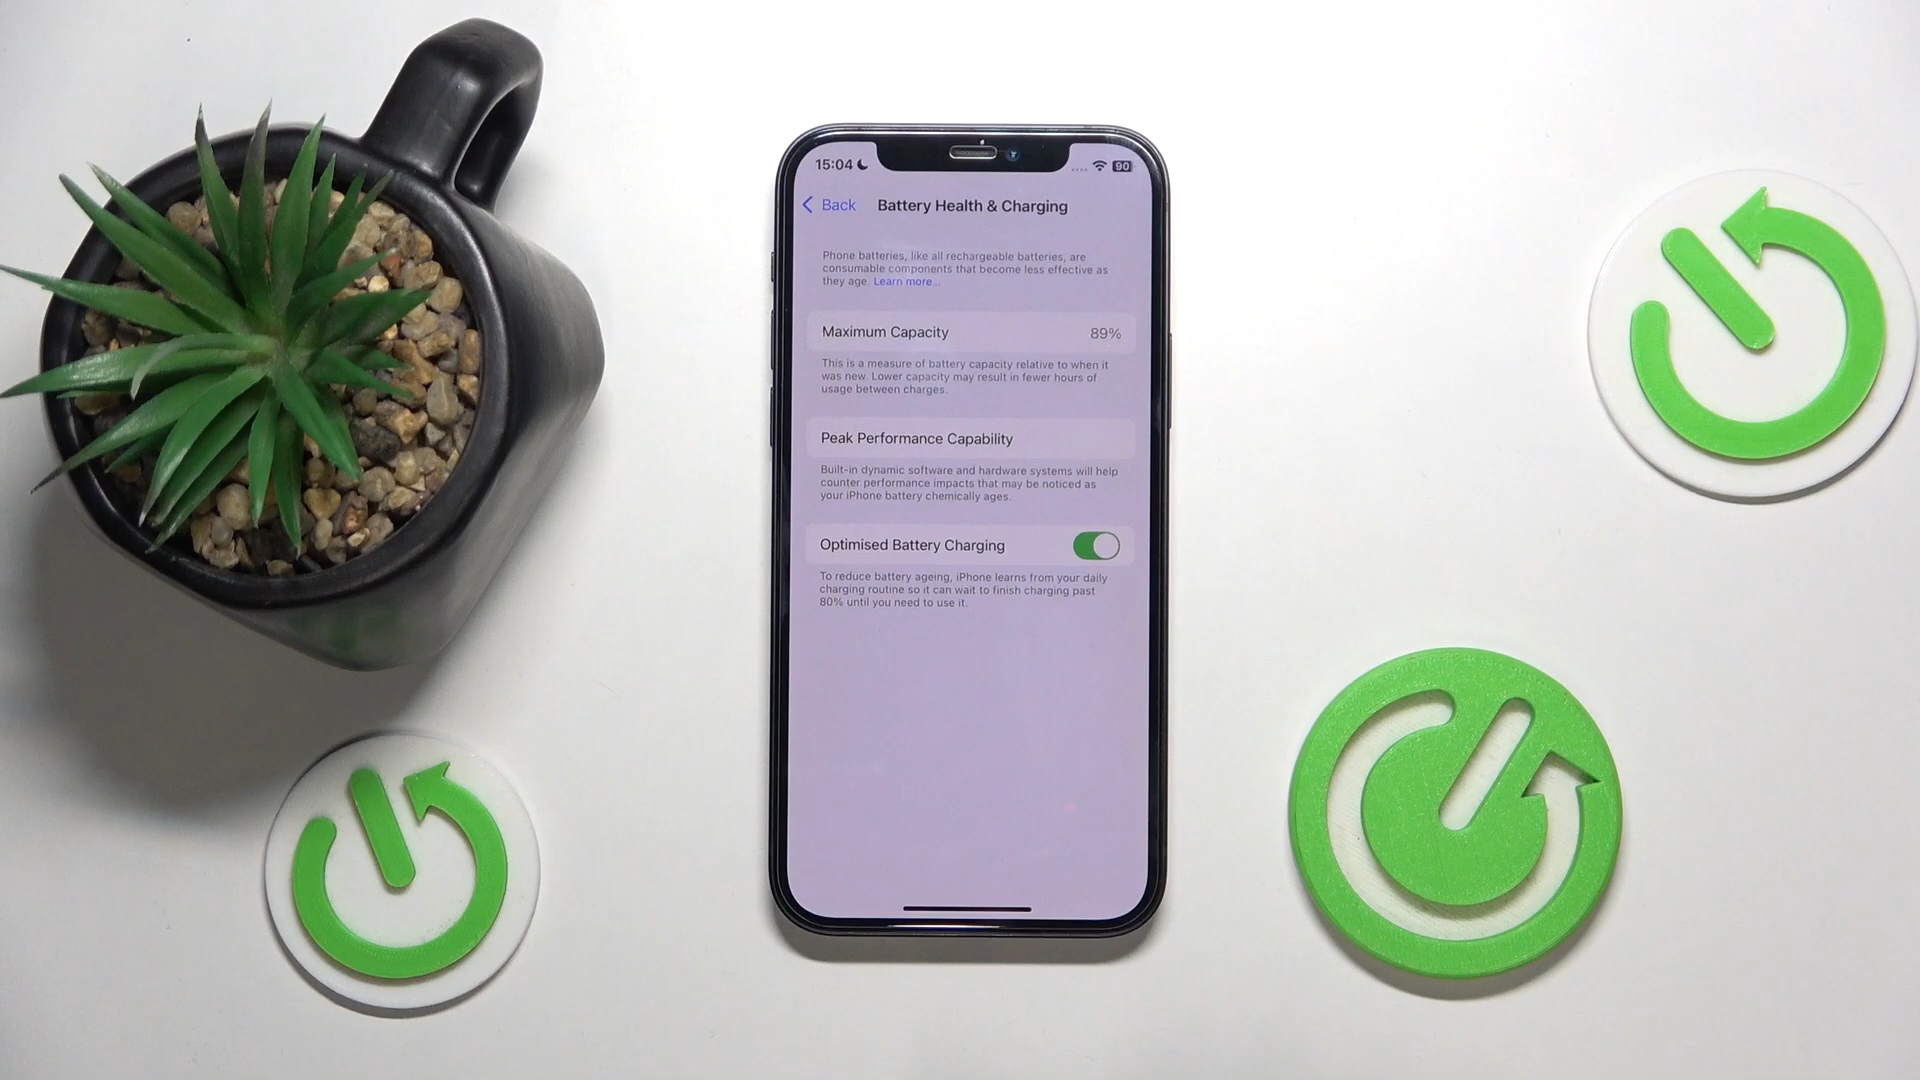 15:04
90
Back
Battery Health & Charging
Phone batteries, like all rechargeable batteries, are
consumable components that become less effective as
they age. Learn more...
Maximum Capacity 89%
This is a measure of battery capacity relative to when it
was new. Lower capacity may result in fewer hours of
usage between charges.
Peak Performance Capability
Built-in dynamic software and hardware systems will help
counter performance impacts that may be noticed as
your iPhone battery chemically ages.
Optimised Battery Charging
To reduce battery ageing, iPhone learns from your daily
charging routine so it can wait to finish charging past
80% until you need to use it.